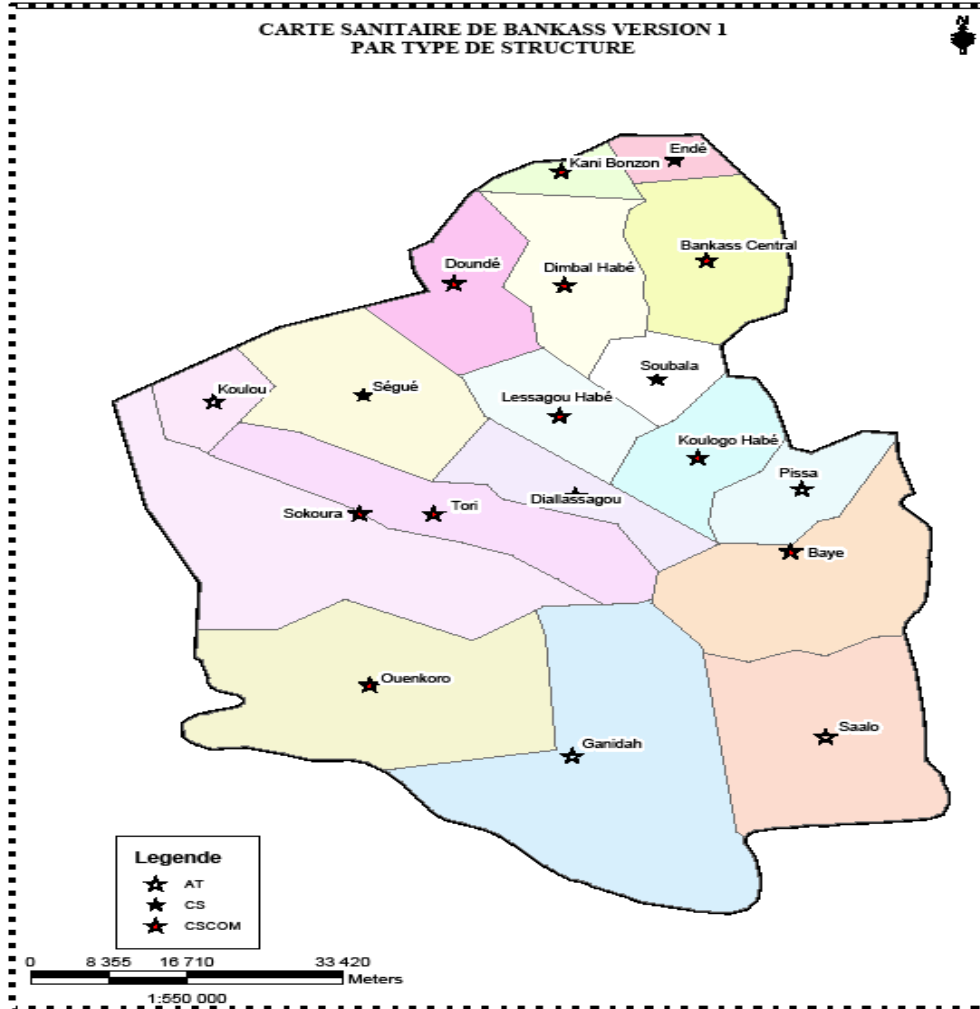 CARTE SANITAIRE DE BANKASS VERSION 1
PAR TYPE DE STRUCTURE
N
Endé
Kani Bonzon
Bankass Central
Doundé
Dimbal Habé
Soubala
Koulou
Ségué
Lessagou Habé
Koulogo Habé
Pissa
Diallassagou
Sokoura
Tori
Baye
Ouenkoro
Saalo
Ganidah
Legende
AT
CS
CSCOM
0 8 355 16 710 33 420
Meters
1:550 000